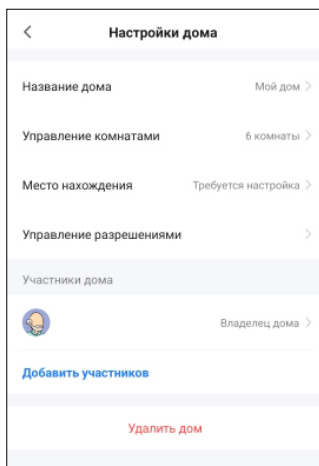 Настройки дома
Название дома Мой дом
Управление комнатами 6 комнаты
Место нахождения Требуется настройка
Управление разрешениями
Участники дома
Владелец дома
Добавить участников
Удалить дом